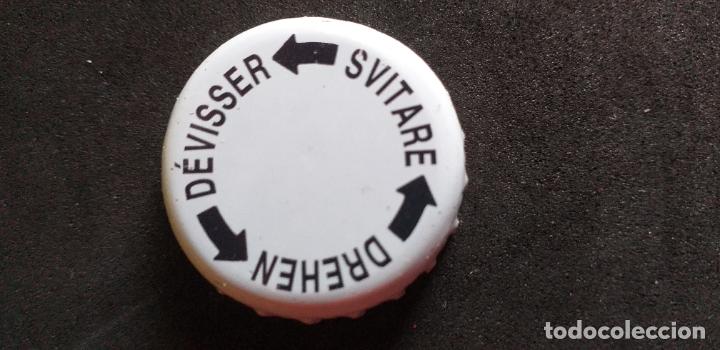 DÉVISSER
SVITARE
DREHEN
todocoleccion